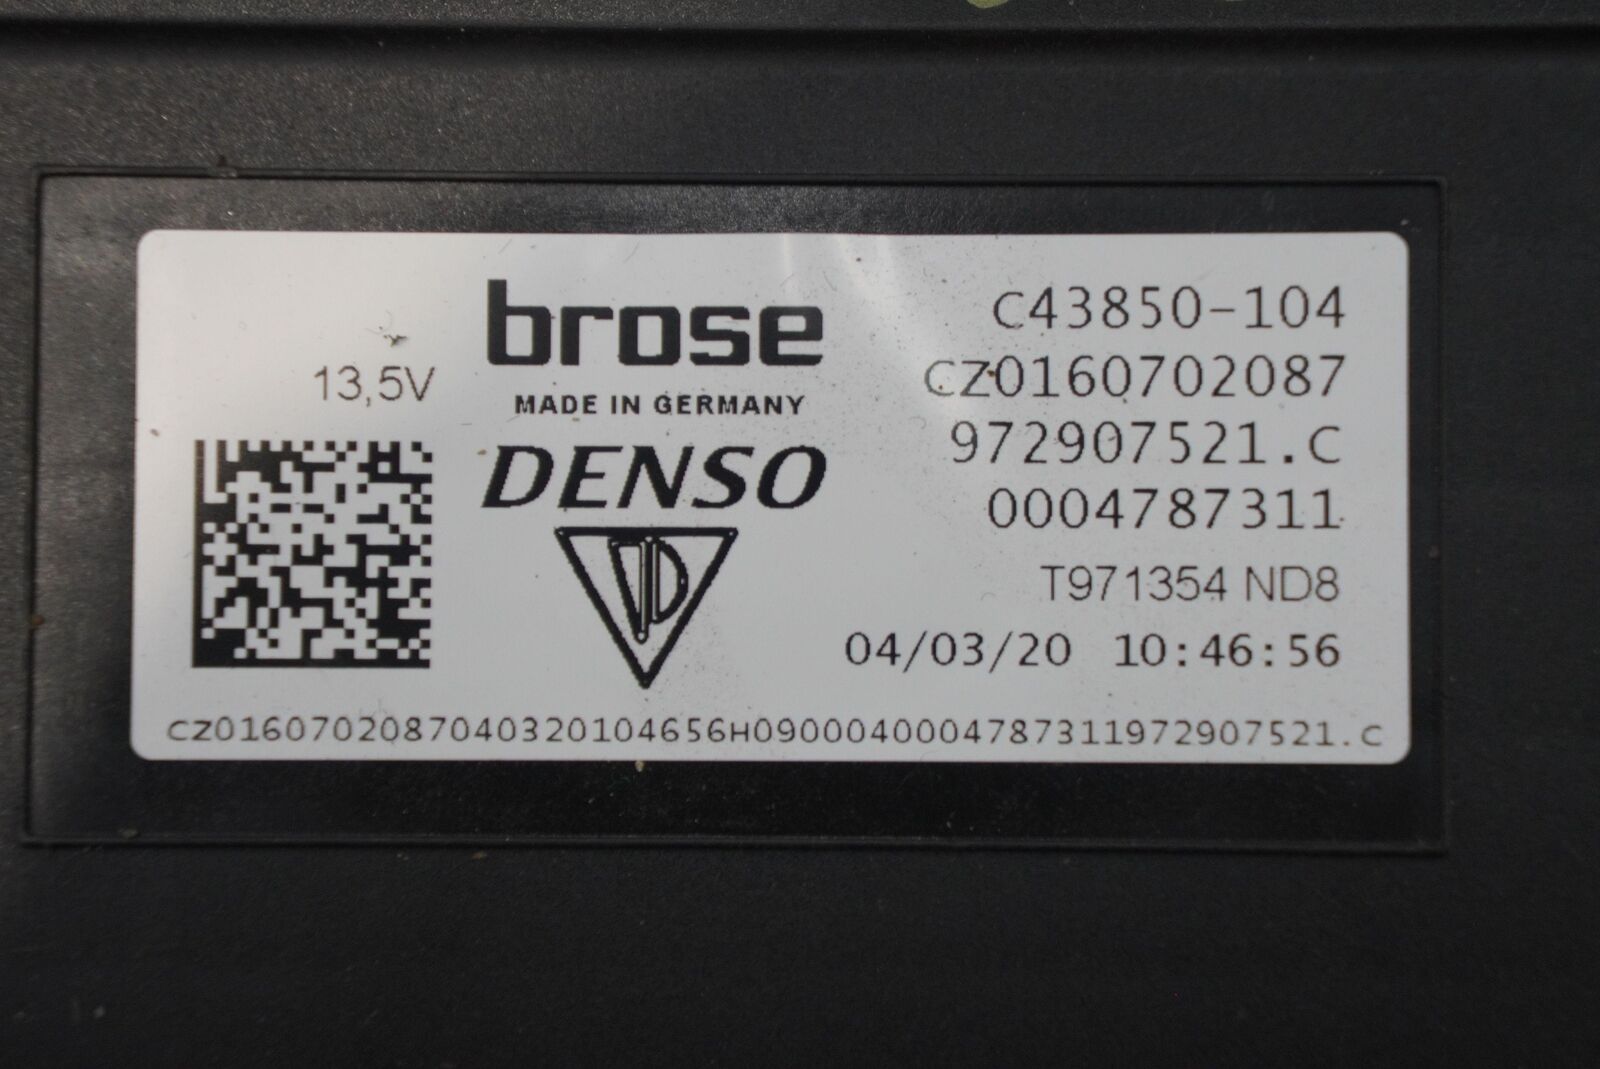 brose
MADE IN GERMANY
13,5V
DENSO
C43850-104
CZ0160702087
972907521.C
0004787311
T971354 ND8
04/03/20 10:46:56
CZ0160702087040320104656H0900040004787311972907521.C